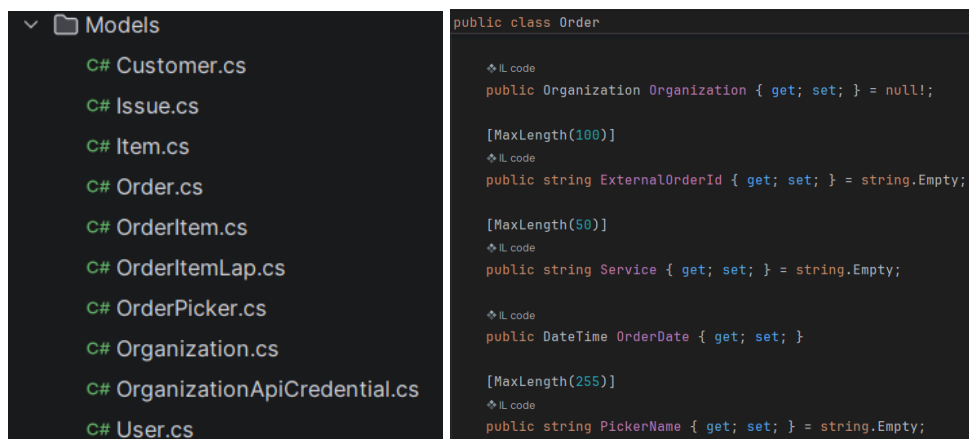 Models
C# Customer.cs
C# Issue.cs
C# Item.cs
C# Order.cs
C# OrderItem.cs
C# OrderItemLap.cs
C# OrderPicker.cs
C# Organization.cs
C# OrganizationApiCredential.cs
C# User.cs
public class Order
IL code
public Organization Organization { get; set; } = null!;
[MaxLength(100)]
IL code
public string ExternalOrderId { get; set; } = string.Empty;
[MaxLength(50)]
IL code
public string Service { get; set; } = string.Empty;
IL code
public DateTime OrderDate { get; set; }
[MaxLength(255)]
IL code
public string PickerName { get; set; } = string.Empty;